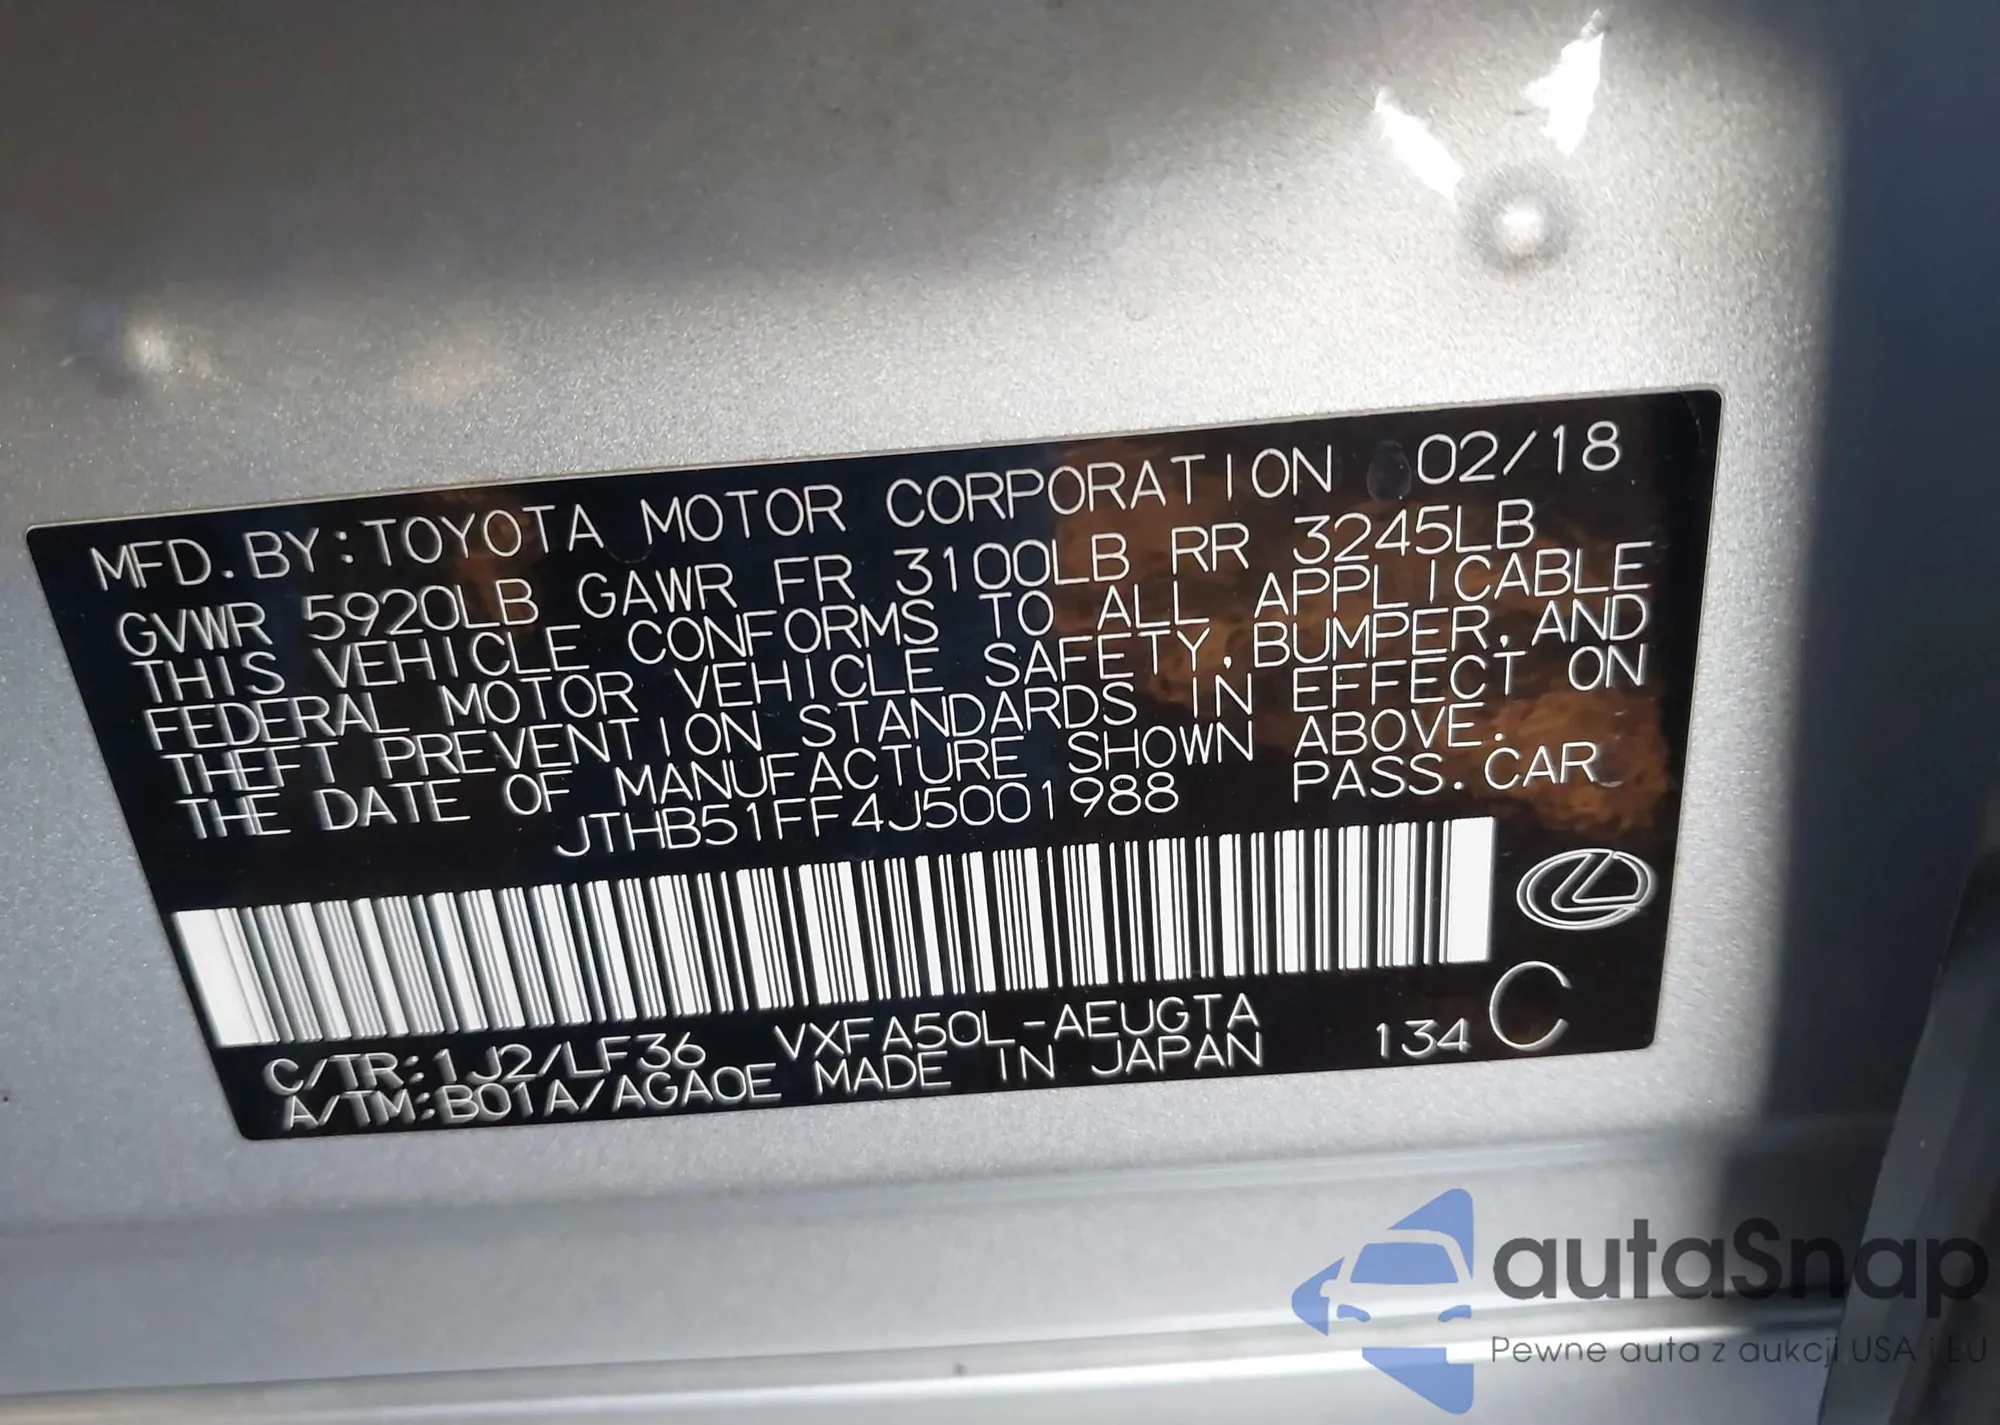 MFD.BY:TOYOTA MOTOR CORPORATION 02/18
GVWR 5920LB GAWR FR 3100LB RR 3245LB
THIS VEHICLE CONFORMS TO ALL APPLICABLE
FEDERAL MOTOR VEHICLE SAFETY,BUMPER,AND
THEFT PREVENTION STANDARDS IN EFFECT ON
THE DATE OF MANUFACTURE SHOWN ABOVE.
JTHB51FF4J5001988 PASS.CAR
C/TR:1J2/LF36 VXFA50L-AEUGTA
A/TM:B01A/AGA0E MADE IN JAPAN 134 C
autaSnap
Pewne auta z aukcji USA i EU